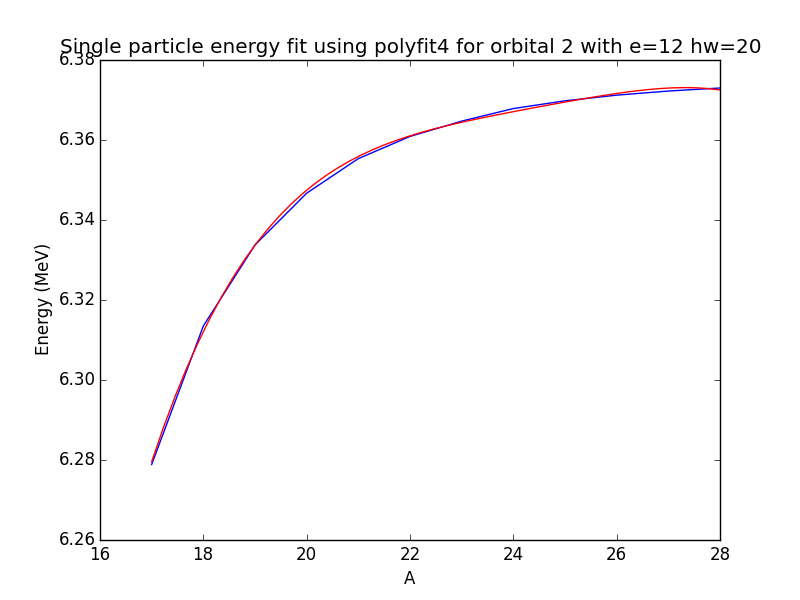 Single particle energy fit using polyfit4 for orbital 2 with e=12 hw=20
6.38
6.36
6.34
6.32
6.30
6.28
6.26
Energy (MeV)
16 18 20 22 24 26 28
A